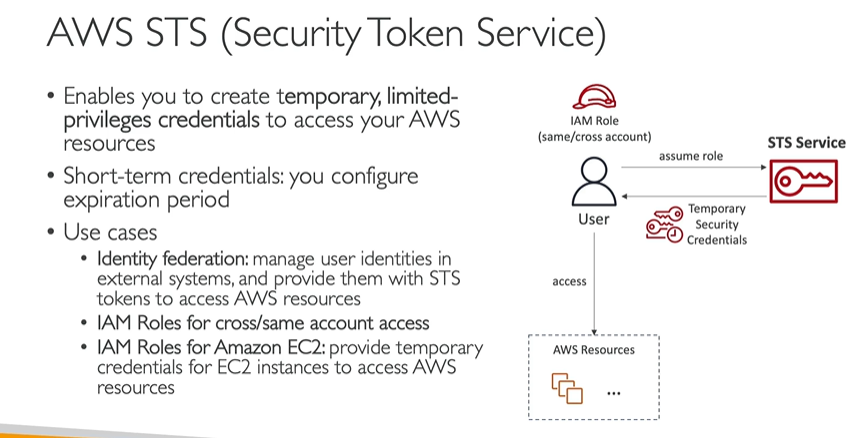 AWS STS (Security Token Service)
• Enables you to create temporary, limited-
privileges credentials to access your AWS
resources
• Short-term credentials: you configure
expiration period
• Use cases
• Identity federation: manage user identities in
external systems, and provide them with STS
tokens to access AWS resources
• IAM Roles for cross/same account access
• IAM Roles for Amazon EC2: provide temporary
credentials for EC2 instances to access AWS
resources
IAM Role
(same/cross account)
STS Service
assume role
User
Temporary
Security
Credentials
access
AWS Resources
...